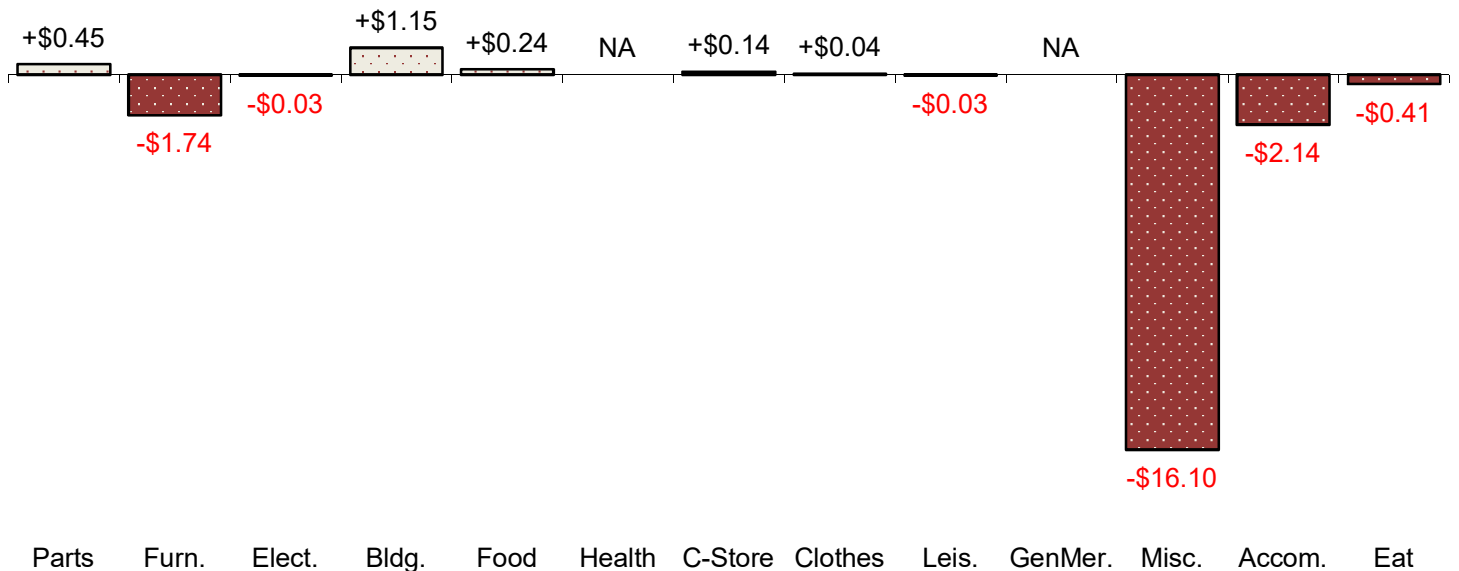 +$0.45 -$1.74 -$0.03 +$1.15 +$0.24 NA +$0.14 +$0.04 -$0.03 NA -$16.10 -$2.14 -$0.41
Parts Furn. Elect. Bldg. Food Health C-Store Clothes Leis. GenMer. Misc. Accom. Eat